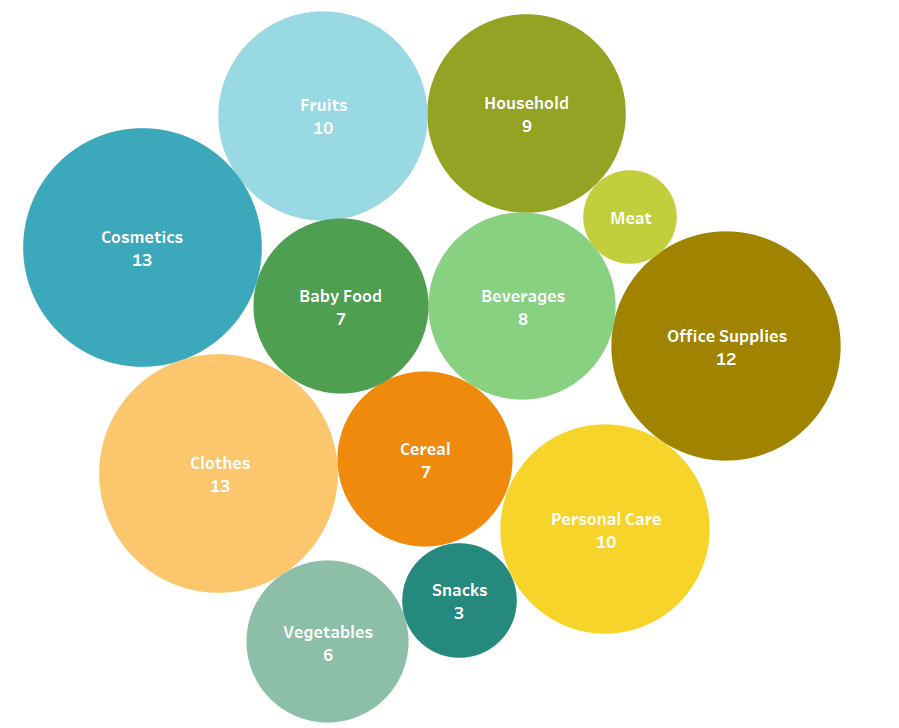 Fruits
10
Household
9
Cosmetics
13
Meat
Baby Food
7
Beverages
8
Office Supplies
12
Clothes
13
Cereal
7
Personal Care
10
Snacks
3
Vegetables
6